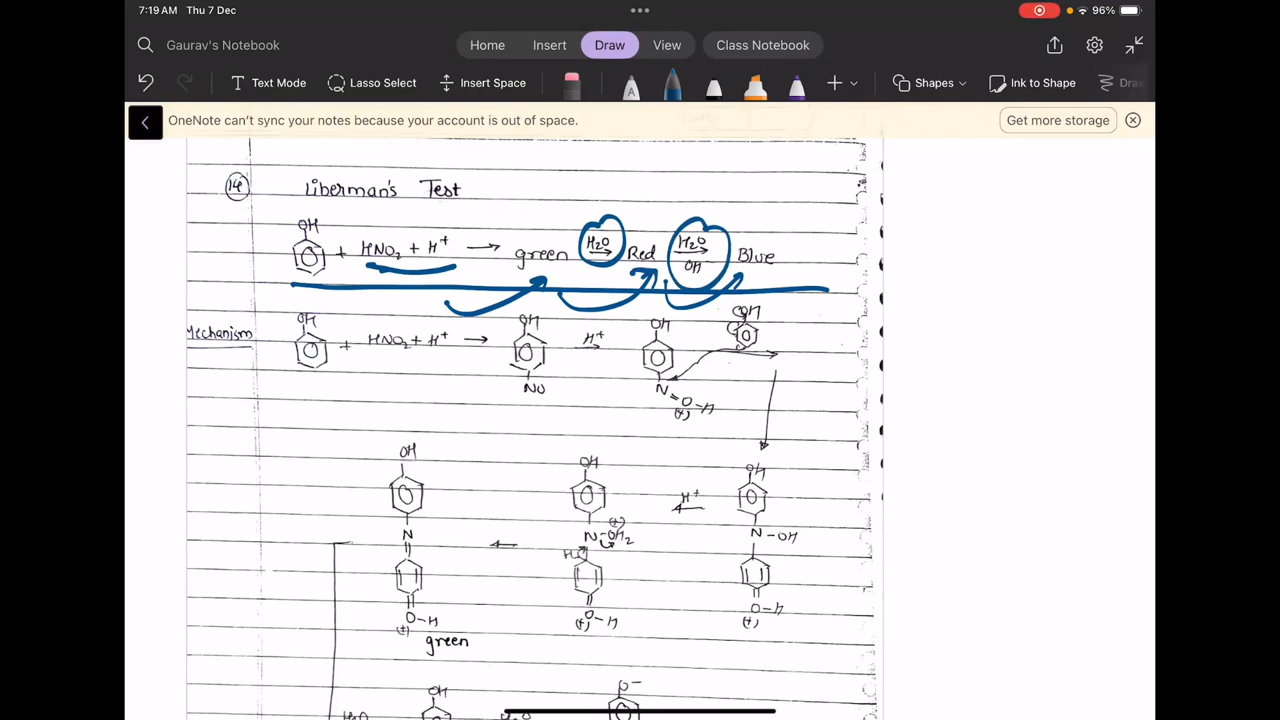 7:19 AM Thu 7 Dec
96%
Gaurav's Notebook
Home Insert Draw View Class Notebook
Text Mode Lasso Select Insert Space Shapes Ink to Shape
OneNote can't sync your notes because your account is out of space. Get more storage
14 Liberman's Test
OH
+ HNO2 + H+ → green H2O → Red H2O → OH Blue
Mechanism
OH + HNO2 + H+ → OH NO H+ → OH N=O-H (+) OH
OH N O-H (+) green
← OH N-OH2 (+) H O-H (+)
H+ ← OH N-OH O-H (+)
H2O OH O-